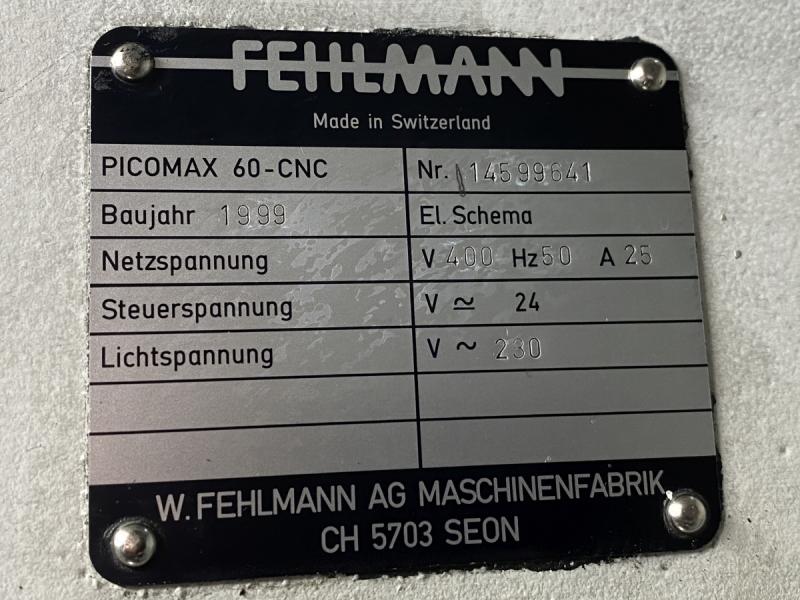 FEHLMANN
Made in Switzerland
PICOMAX 60-CNC Nr. 14599641
Baujahr 1999 El. Schema
Netzspannung V 400 Hz 50 A 25
Steuerspannung V ≃ 24
Lichtspannung V ~ 230
W. FEHLMANN AG MASCHINENFABRIK
CH 5703 SEON